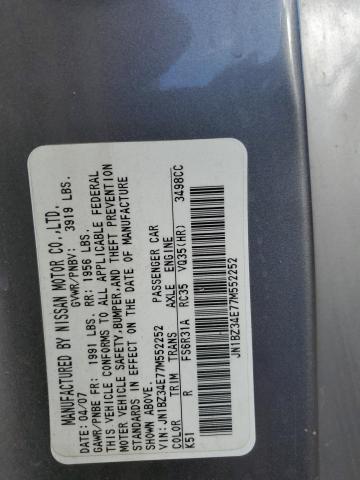 MANUFACTURED BY NISSAN MOTOR CO.,LTD.
DATE: 04/07 GVWR/PNBV: 3919 LBS.
GAWR/PNBE FR: 1991 LBS. RR: 1956 LBS.
THIS VEHICLE CONFORMS TO ALL APPLICABLE FEDERAL
MOTOR VEHICLE SAFETY,BUMPER,AND THEFT PREVENTION
STANDARDS IN EFFECT ON THE DATE OF MANUFACTURE
SHOWN ABOVE.
VIN: JN1BZ34E77M552252 PASSENGER CAR
COLOR TRIM TRANS AXLE ENGINE
K51 R FS6R31A RC35 VQ35(HR) 3498CC
JN1BZ34E77M552252